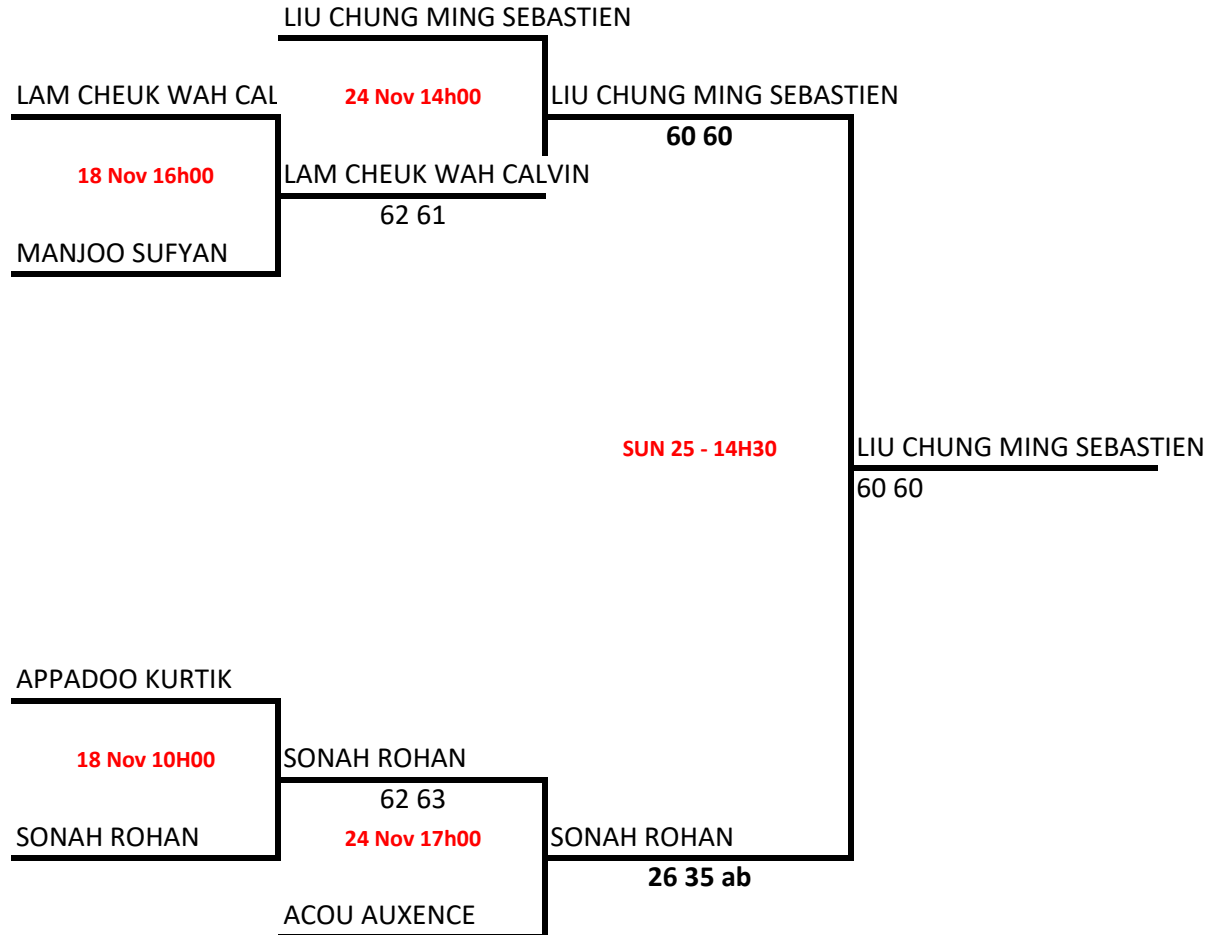 LIU CHUNG MING SEBASTIEN
LAM CHEUK WAH CAL
24 Nov 14h00
LIU CHUNG MING SEBASTIEN
60 60
18 Nov 16h00
LAM CHEUK WAH CALVIN
62 61
MANJOO SUFYAN
SUN 25 - 14H30
LIU CHUNG MING SEBASTIEN
60 60
APPADOO KURTIK
18 Nov 10H00
SONAH ROHAN
62 63
SONAH ROHAN
24 Nov 17h00
SONAH ROHAN
26 35 ab
ACOU AUXENCE